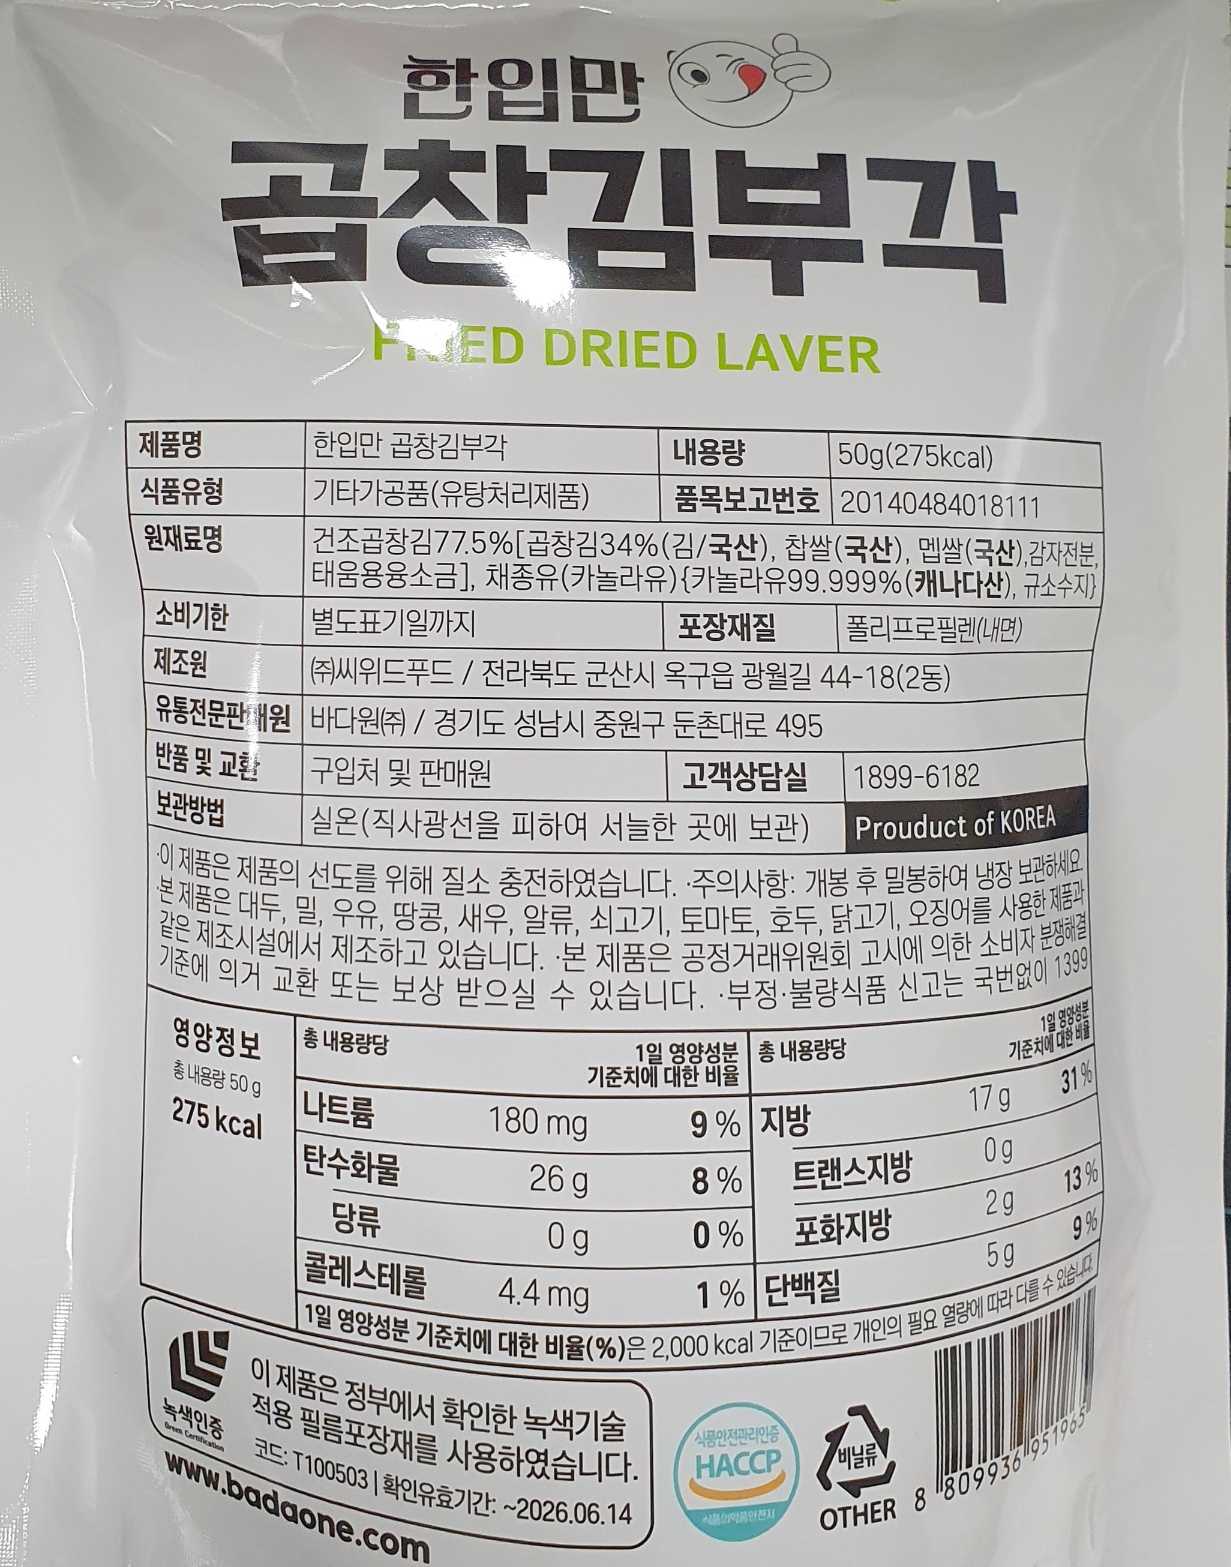 한입만
곱창김부각
FRIED DRIED LAVER
제품명 한입만 곱창김부각 내용량 50g(275kcal)
식품유형 기타가공품(유탕처리제품) 품목보고번호 20140484018111
원재료명 건조곱창김77.5%[곱창김34%(김/국산), 찹쌀(국산), 멥쌀(국산),감자전분,
태움용융소금], 채종유(카놀라유){카놀라유99.999%(캐나다산), 규소수지}
소비기한 별도표기일까지 포장재질 폴리프로필렌(내면)
제조원 ㈜씨위드푸드 / 전라북도 군산시 옥구읍 광월길 44-18(2동)
유통전문판매원 바다원㈜ / 경기도 성남시 중원구 둔촌대로 495
반품 및 교환 구입처 및 판매원 고객상담실 1899-6182
보관방법 실온(직사광선을 피하여 서늘한 곳에 보관) Prouduct of KOREA
·이 제품은 제품의 선도를 위해 질소 충전하였습니다. ·주의사항: 개봉 후 밀봉하여 냉장 보관하세요.
·본 제품은 대두, 밀, 우유, 땅콩, 새우, 알류, 쇠고기, 토마토, 호두, 닭고기, 오징어를 사용한 제품과
같은 제조시설에서 제조하고 있습니다. ·본 제품은 공정거래위원회 고시에 의한 소비자 분쟁해결
기준에 의거 교환 또는 보상 받으실 수 있습니다. ·부정·불량식품 신고는 국번없이 1399
영양정보
총 내용량 50 g
275 kcal
총 내용량당 1일 영양성분
기준치에 대한 비율
나트륨 180 mg 9 %
탄수화물 26 g 8 %
당류 0 g 0 %
콜레스테롤 4.4 mg 1 %
총 내용량당 1일 영양성분
기준치에 대한 비율
지방 17 g 31 %
트랜스지방 0 g
포화지방 2 g 13 %
단백질 5 g 9 %
1일 영양성분 기준치에 대한 비율(%)은 2,000 kcal 기준이므로 개인의 필요 열량에 따라 다를 수 있습니다.
녹색인증
Green Certification
이 제품은 정부에서 확인한 녹색기술
적용 필름포장재를 사용하였습니다.
코드: T100503 | 확인유효기간: ~2026.06.14
www.badaone.com
식품안전관리인증
HACCP
식품의약품안전처
비닐류
OTHER
8 809936 951965